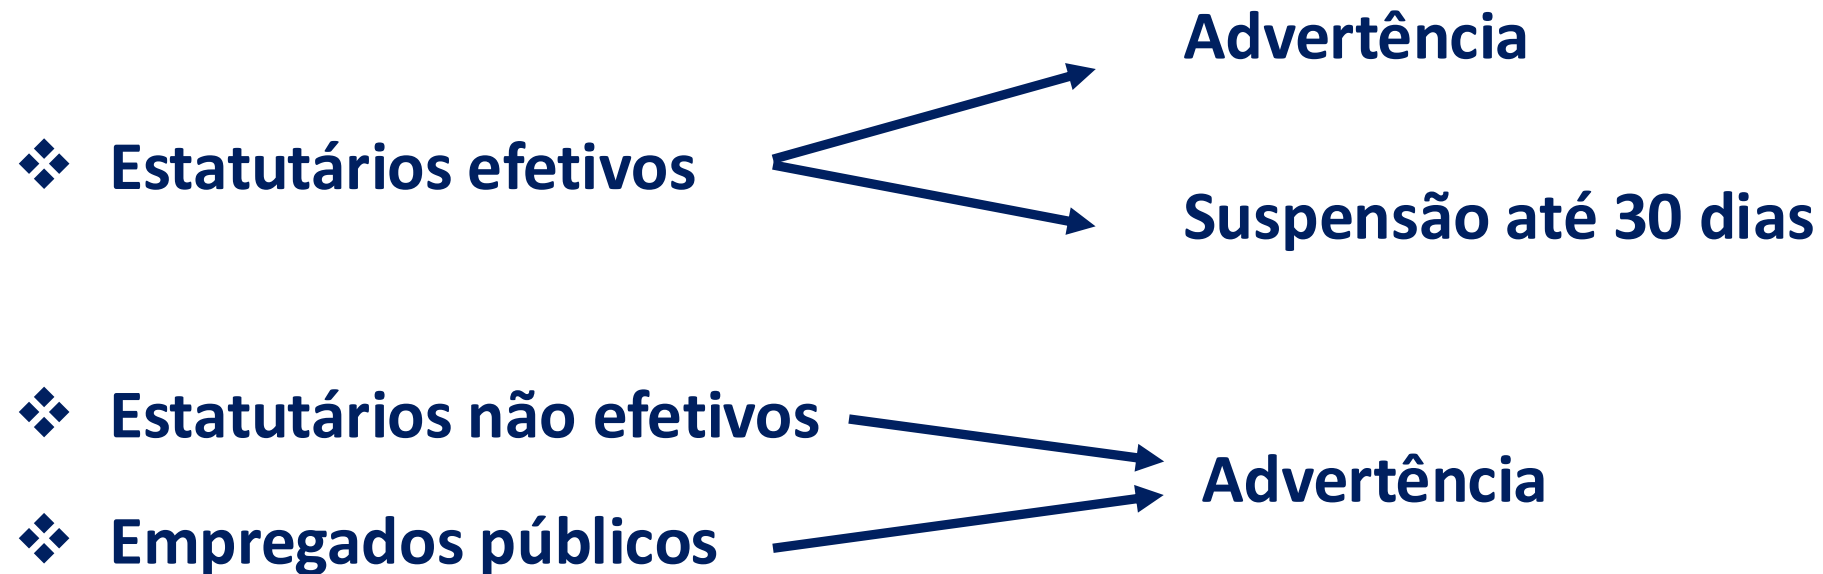 Advertência
❖ Estatutários efetivos
Suspensão até 30 dias
❖ Estatutários não efetivos
Advertência
❖ Empregados públicos